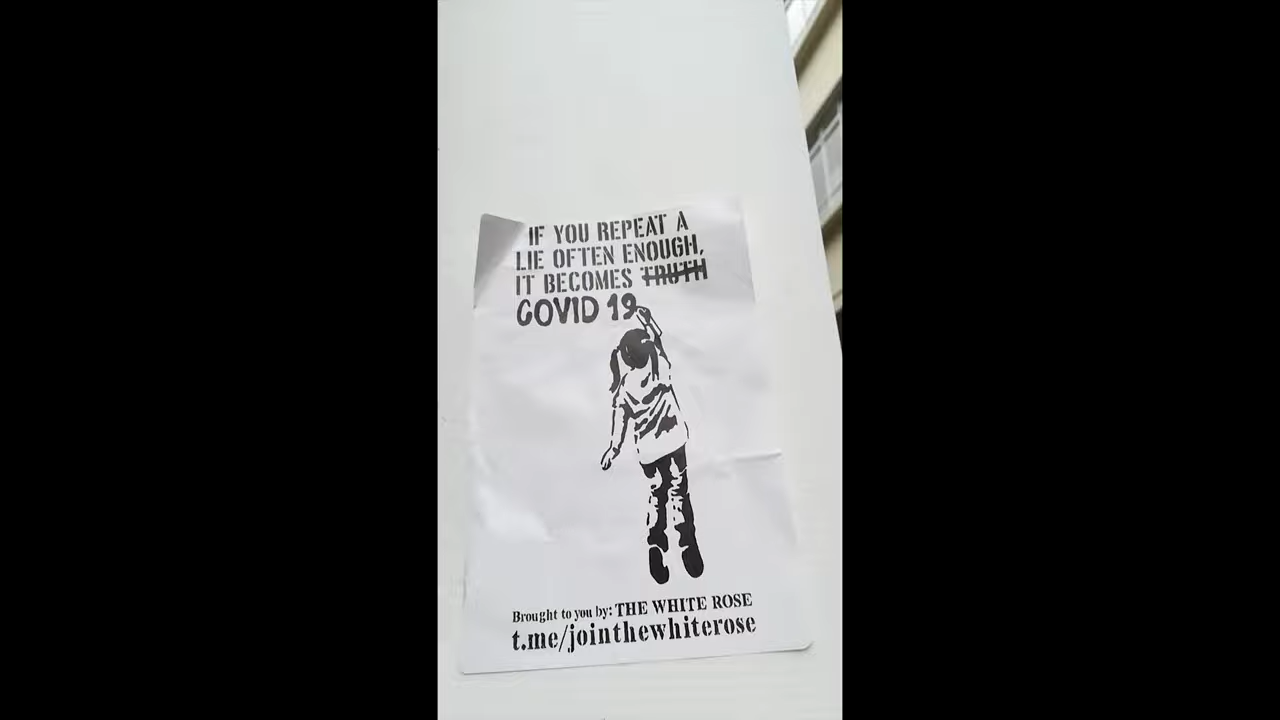 IF YOU REPEAT A
LIE OFTEN ENOUGH,
IT BECOMES TRUTH
COVID 19
Brought to you by: THE WHITE ROSE
t.me/jointhewhiterose